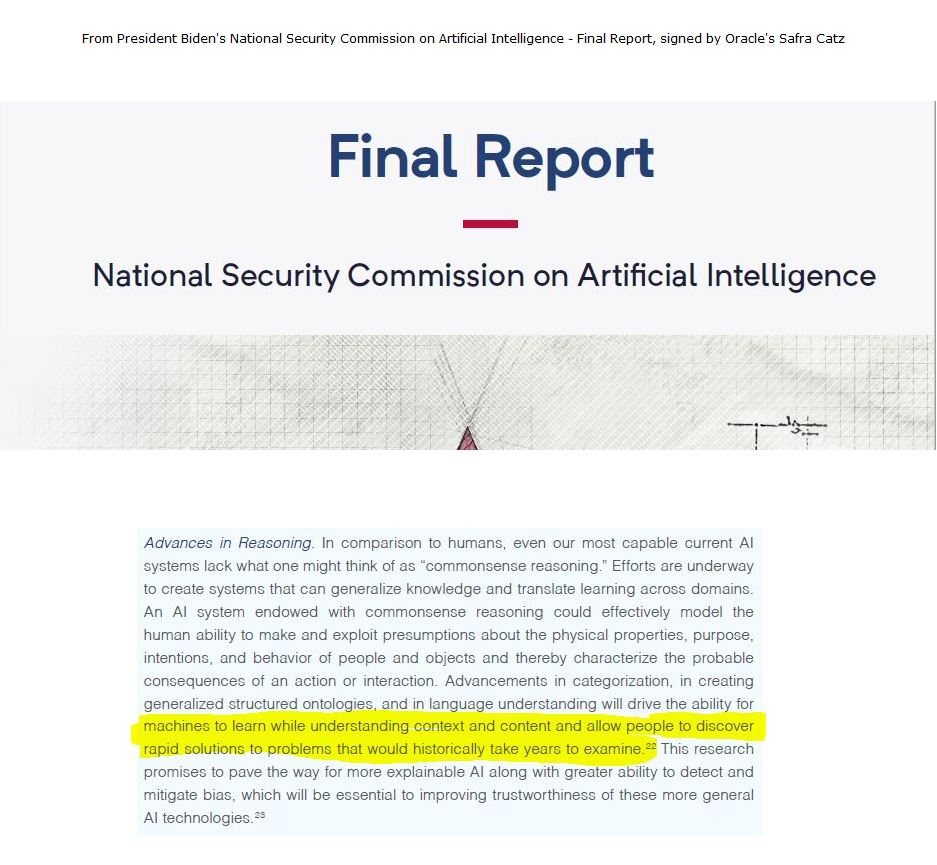 From President Biden's National Security Commission on Artificial Intelligence - Final Report, signed by Oracle's Safra Catz
Final Report
National Security Commission on Artificial Intelligence
Advances in Reasoning. In comparison to humans, even our most capable current AI
systems lack what one might think of as “commonsense reasoning.” Efforts are underway
to create systems that can generalize knowledge and translate learning across domains.
An AI system endowed with commonsense reasoning could effectively model the
human ability to make and exploit presumptions about the physical properties, purpose,
intentions, and behavior of people and objects and thereby characterize the probable
consequences of an action or interaction. Advancements in categorization, in creating
generalized structured ontologies, and in language understanding will drive the ability for
machines to learn while understanding context and content and allow people to discover
rapid solutions to problems that would historically take years to examine.²² This research
promises to pave the way for more explainable AI along with greater ability to detect and
mitigate bias, which will be essential to improving trustworthiness of these more general
AI technologies.²³